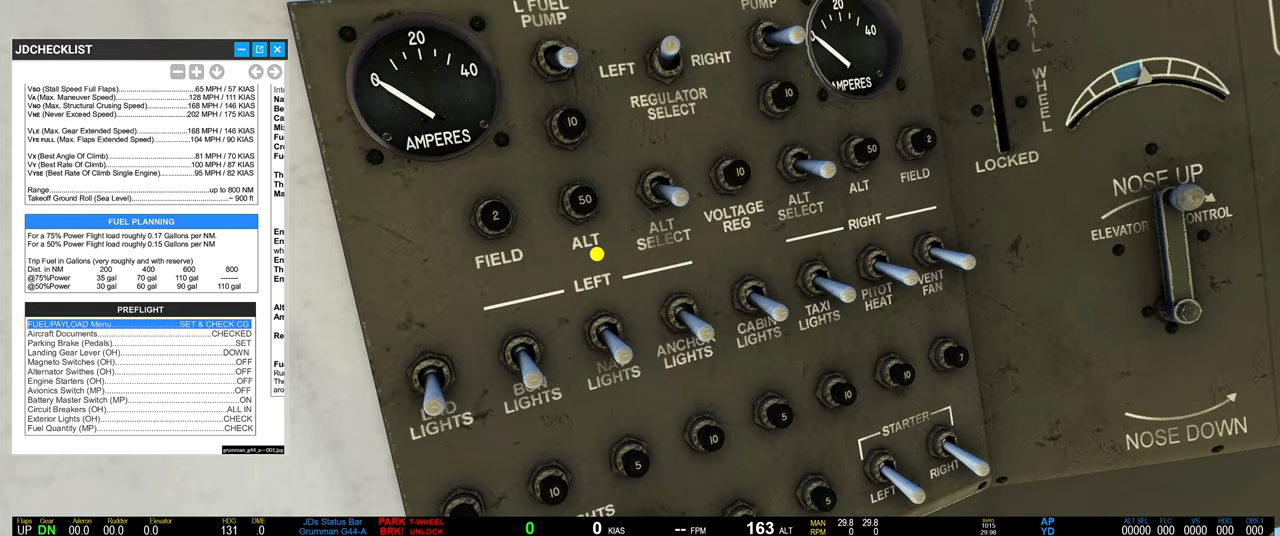 JDCHECKLIST
Vso (Stall Speed Full Flaps)..............................65 MPH / 57 KIAS
VA (Max. Maneuver Speed)..............................128 MPH / 111 KIAS
VNO (Max. Structural Crusing Speed)..............168 MPH / 146 KIAS
VNE (Never Exceed Speed)..............................202 MPH / 175 KIAS
VLE (Max. Gear Extended Speed)....................168 MPH / 146 KIAS
VFE FULL (Max. Flaps Extended Speed)............104 MPH / 90 KIAS
VX (Best Angle Of Climb)..............................81 MPH / 70 KIAS
VY (Best Rate Of Climb)..............................100 MPH / 87 KIAS
VYSE (Best Rate Of Climb Single Engine)..........95 MPH / 82 KIAS
Range..............................up to 800 NM
Takeoff Ground Roll (Sea Level)..............................~ 900 ft
FUEL PLANNING
For a 75% Power Flight load roughly 0.17 Gallons per NM.
For a 50% Power Flight load roughly 0.15 Gallons per NM
Trip Fuel in Gallons (very roughly and with reserve)
Dist. in NM 200 400 600 800
@75%Power 35 gal 70 gal 110 gal -------
@50%Power 30 gal 60 gal 90 gal 110 gal
PREFLIGHT
FUEL/PAYLOAD Menu..............................SET & CHECK CG
Aircraft Documents..............................CHECKED
Parking Brake (Pedals)..............................SET
Landing Gear Lever (OH)..............................DOWN
Magneto Switches (OH)..............................OFF
Alternator Swithes (OH)..............................OFF
Engine Starters (OH)..............................OFF
Avionics Switch (MP)..............................OFF
Battery Master Switch (MP)..............................ON
Circuit Breakers (OH)..............................ALL IN
Exterior Lights (OH)..............................CHECK
Fuel Quantity (MP)..............................CHECK
grumman_g44_a---001.jpg
L FUEL
PUMP
PUMP
0 20 40
AMPERES
0 40
AMPERES
LEFT RIGHT
REGULATOR
SELECT
10
10
2
FIELD
50
ALT
ALT
SELECT
10
VOLTAGE
REG
ALT
SELECT
50
ALT
2
FIELD
LEFT
RIGHT
LIGHTS
LIGHTS
LIGHTS
ANCHOR
LIGHTS
CABIN
LIGHTS
TAXI
LIGHTS
PITOT
HEAT
VENT
FAN
10
5
10
5
10
10
7
5
STARTER
LEFT
RIGHT
TAIL WHEEL
LOCKED
NOSE UP
ELEVATOR CONTROL
NOSE DOWN
Flaps Gear Aileron Rudder Elevator HDG DME
UP DN 00.0 00.0 00.0 131 .0
JDs Status Bar
Grumman G44-A
PARK T-WHEEL
BRK! UNLOCK
0 0 KIAS -- FPM 163 ALT
MAN 29.8 29.8
RPM 0 0
BARO
1015
29.98
AP
YD
ALT SEL FLC VS HDG OBS 1
00000 000 000 000 000